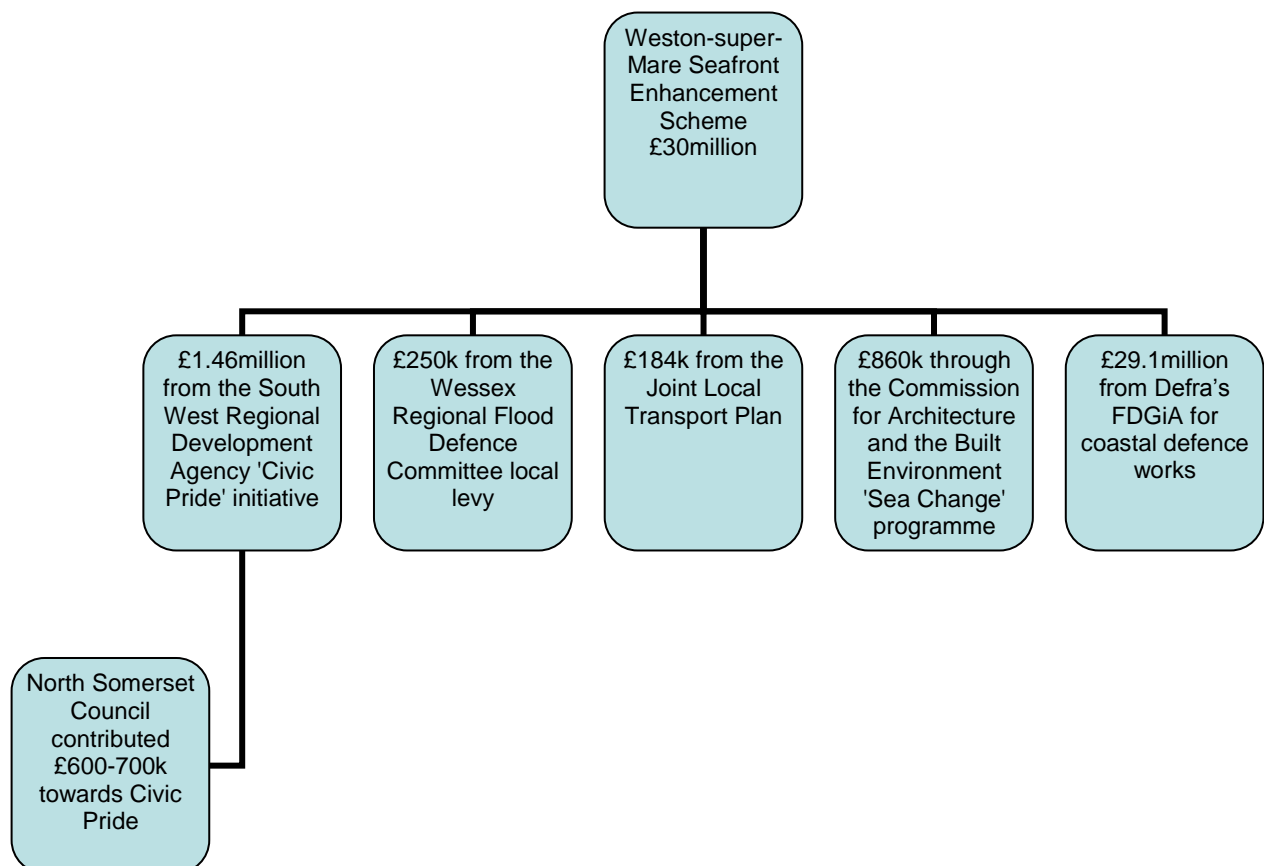 Weston-super-
Mare Seafront
Enhancement
Scheme
£30million
£1.46million
from the South
West Regional
Development
Agency 'Civic
Pride' initiative
£250k from the
Wessex
Regional Flood
Defence
Committee local
levy
£184k from the
Joint Local
Transport Plan
£860k through
the Commission
for Architecture
and the Built
Environment
'Sea Change'
programme
£29.1million
from Defra’s
FDGiA for
coastal defence
works
North Somerset
Council
contributed
£600-700k
towards Civic
Pride